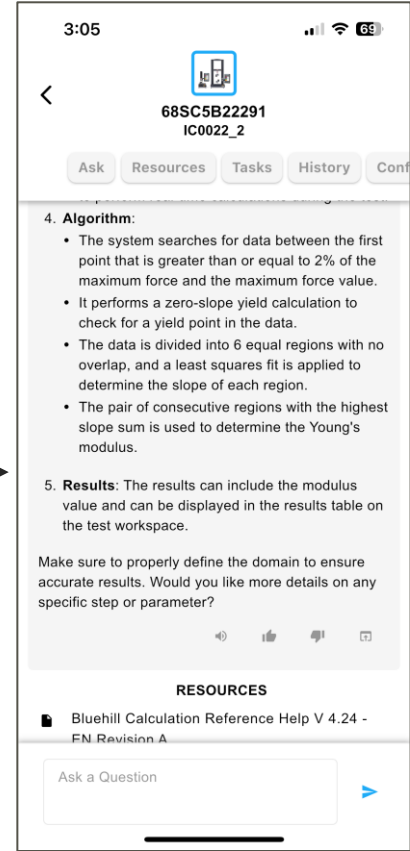 3:05
69
68SC5B22291
IC0022_2
Ask Resources Tasks History Conf
4. Algorithm:
• The system searches for data between the first
point that is greater than or equal to 2% of the
maximum force and the maximum force value.
• It performs a zero-slope yield calculation to
check for a yield point in the data.
• The data is divided into 6 equal regions with no
overlap, and a least squares fit is applied to
determine the slope of each region.
• The pair of consecutive regions with the highest
slope sum is used to determine the Young's
modulus.
5. Results: The results can include the modulus
value and can be displayed in the results table on
the test workspace.
Make sure to properly define the domain to ensure
accurate results. Would you like more details on any
specific step or parameter?
RESOURCES
Bluehill Calculation Reference Help V 4.24 -
EN Revision A
Ask a Question